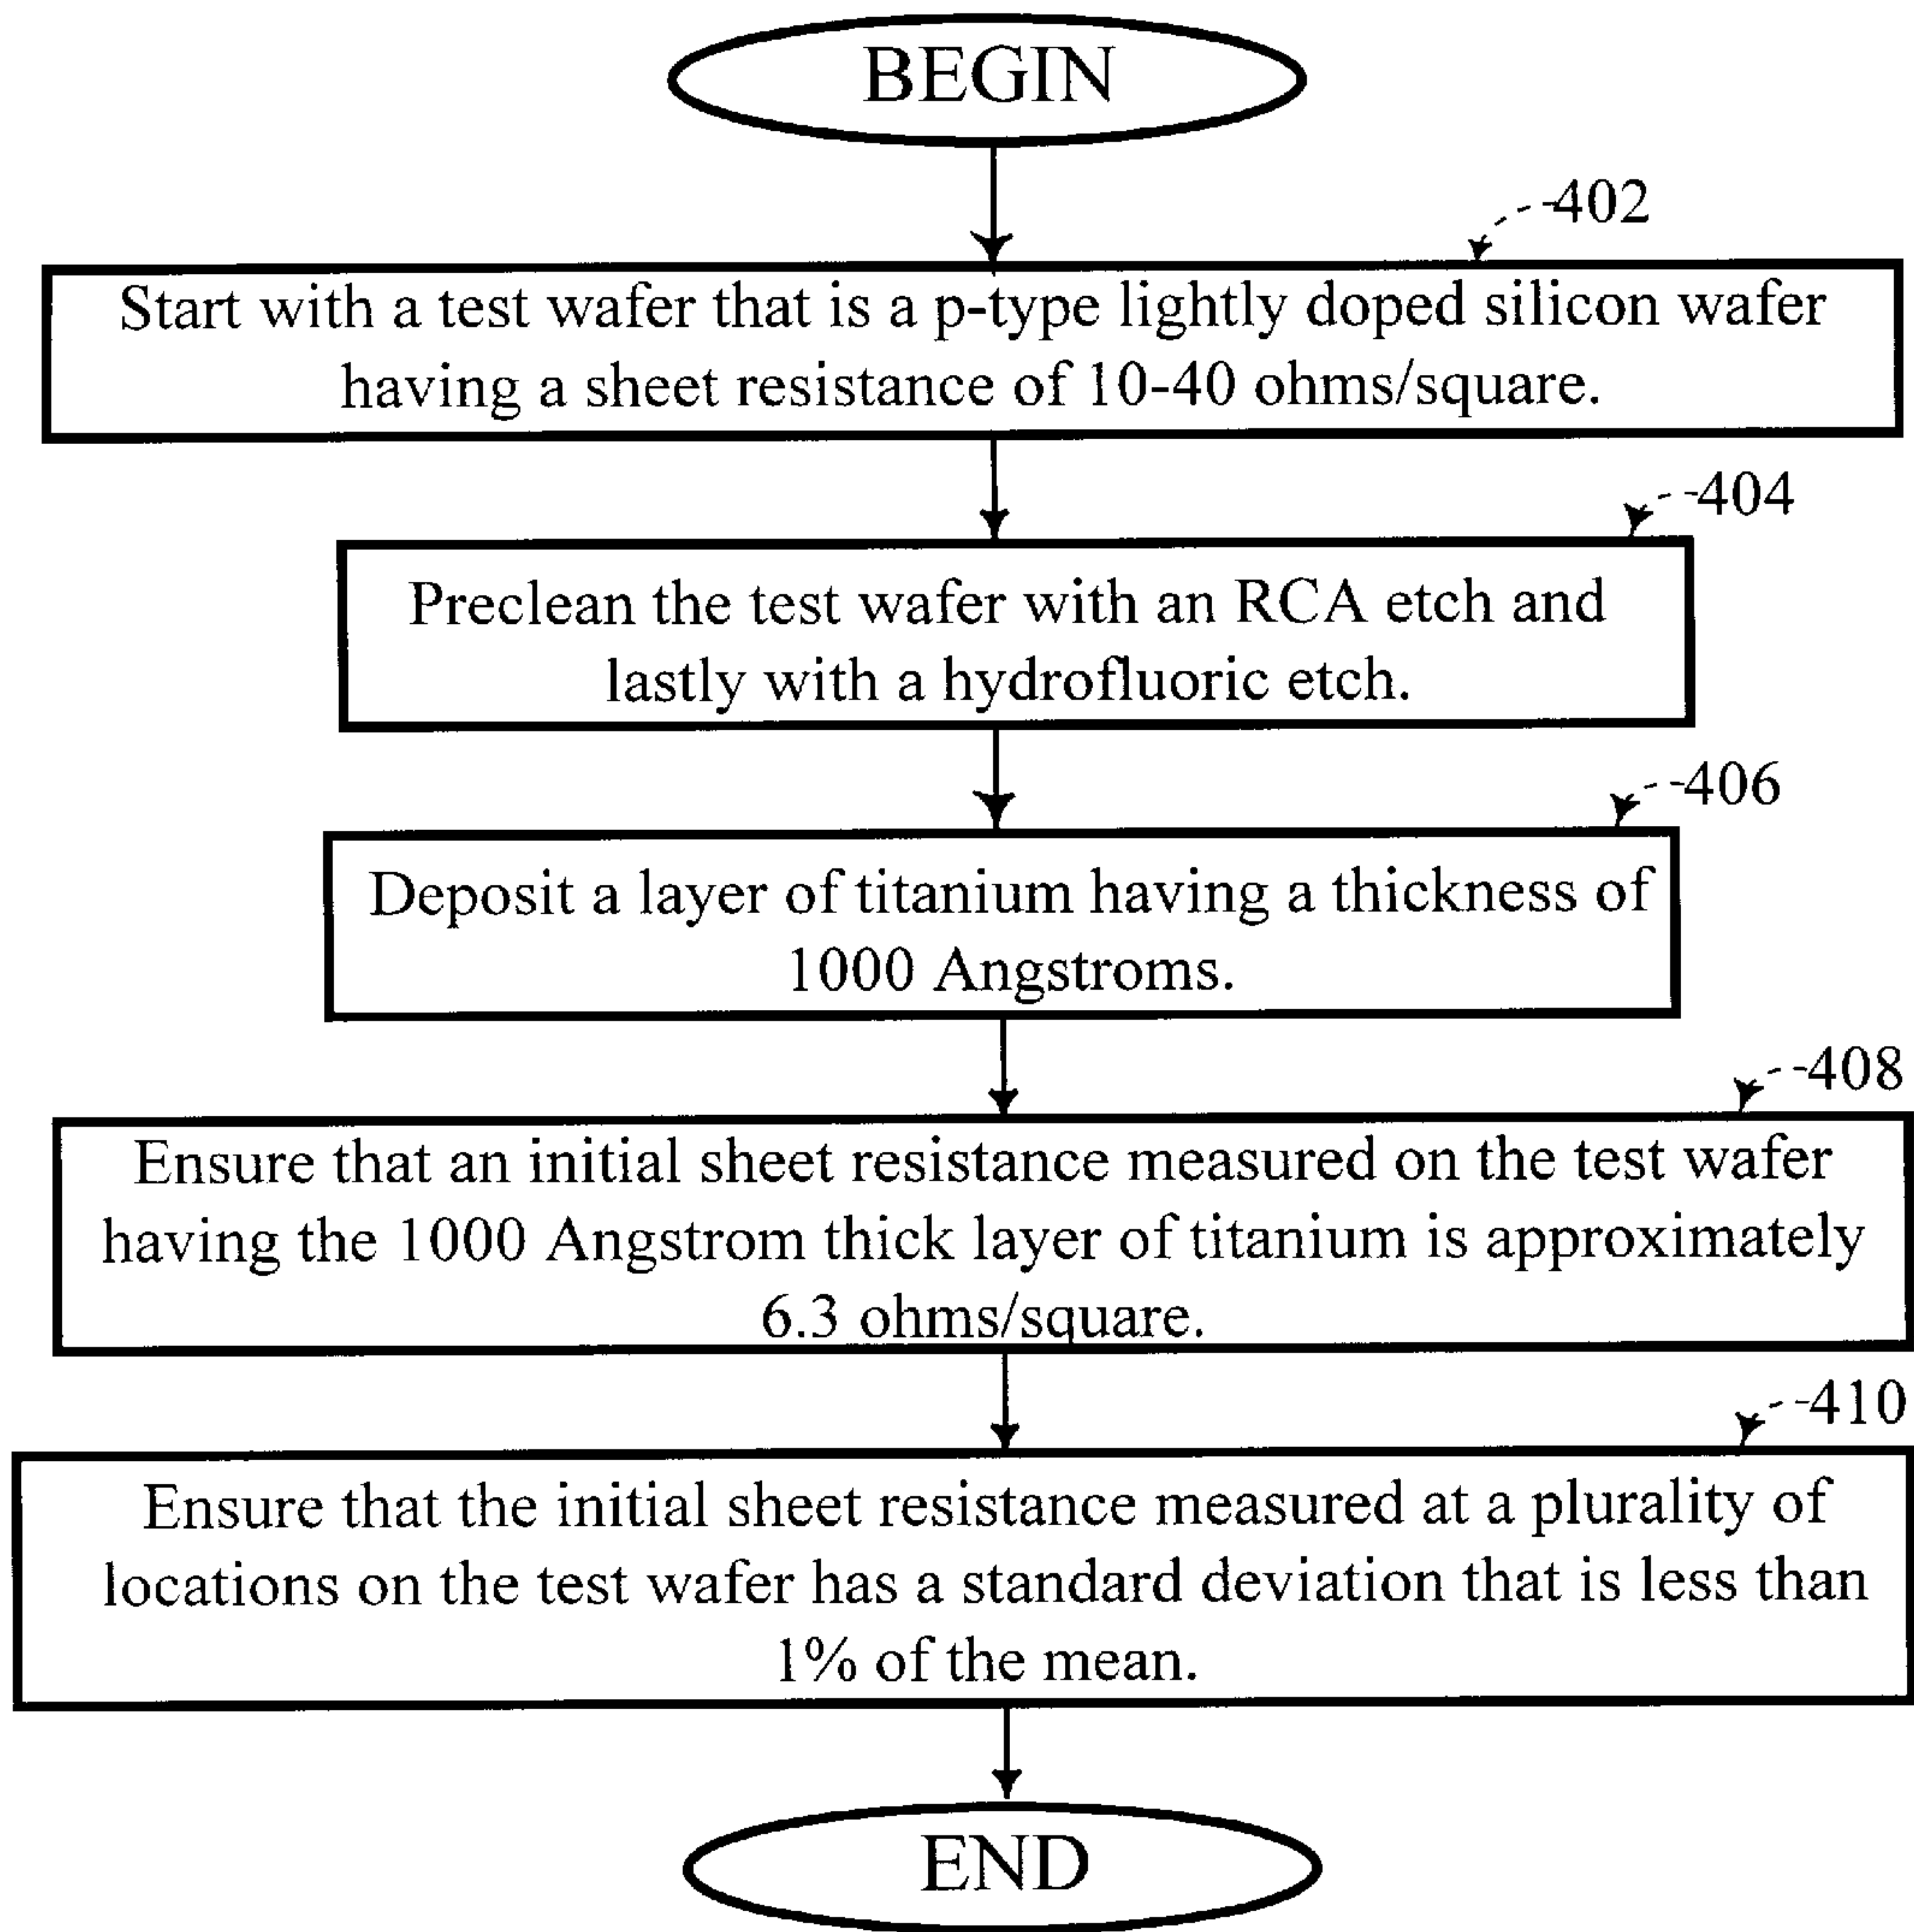 BEGIN
402
Start with a test wafer that is a p-type lightly doped silicon wafer
having a sheet resistance of 10-40 ohms/square.
404
Preclean the test wafer with an RCA etch and
lastly with a hydrofluoric etch.
406
Deposit a layer of titanium having a thickness of
1000 Angstroms.
408
Ensure that an initial sheet resistance measured on the test wafer
having the 1000 Angstrom thick layer of titanium is approximately
6.3 ohms/square.
410
Ensure that the initial sheet resistance measured at a plurality of
locations on the test wafer has a standard deviation that is less than
1% of the mean.
END